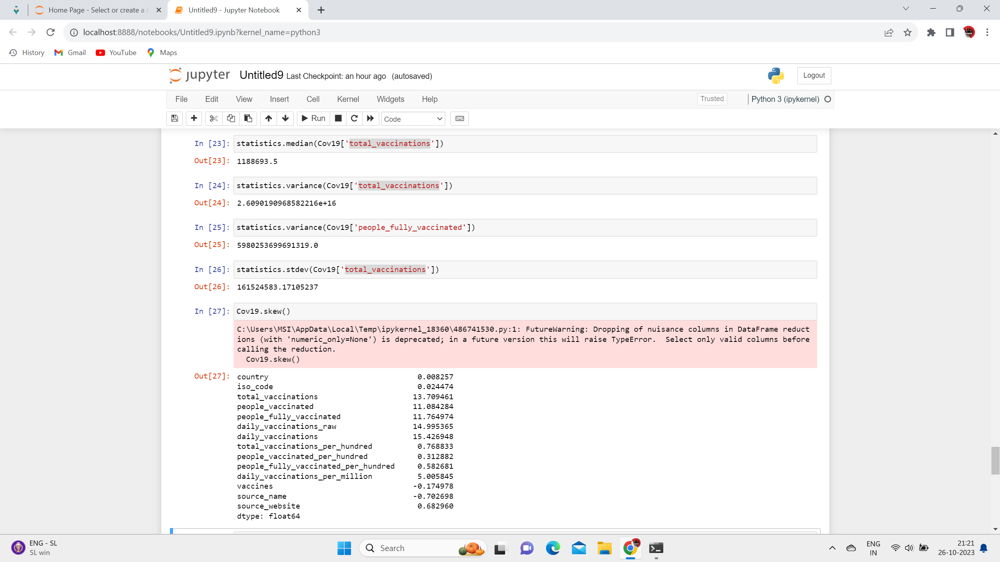 Home Page - Select or create a
Untitled9 - Jupyter Notebook
localhost:8888/notebooks/Untitled9.ipynb?kernel_name=python3
History
Gmail
YouTube
Maps
jupyter Untitled9 Last Checkpoint: an hour ago (autosaved)
Logout
File Edit View Insert Cell Kernel Widgets Help
Trusted
Python 3 (ipykernel)
Run
Code
In [23]: statistics.median(Cov19['total_vaccinations'])
Out[23]: 1188693.5
In [24]: statistics.variance(Cov19['total_vaccinations'])
Out[24]: 2.6090190968582216e+16
In [25]: statistics.variance(Cov19['people_fully_vaccinated'])
Out[25]: 5980253699691319.0
In [26]: statistics.stdev(Cov19['total_vaccinations'])
Out[26]: 161524583.17105237
In [27]: Cov19.skew()
C:\Users\MSI\AppData\Local\Temp\ipykernel_18360\486741530.py:1: FutureWarning: Dropping of nuisance columns in DataFrame reduct
ions (with 'numeric_only=None') is deprecated; in a future version this will raise TypeError.  Select only valid columns before
calling the reduction.
  Cov19.skew()
Out[27]: country 0.008257
iso_code 0.024474
total_vaccinations 13.709461
people_vaccinated 11.084284
people_fully_vaccinated 11.764974
daily_vaccinations_raw 14.995365
daily_vaccinations 15.426948
total_vaccinations_per_hundred 0.768833
people_vaccinated_per_hundred 0.312882
people_fully_vaccinated_per_hundred 0.582681
daily_vaccinations_per_million 5.005845
vaccines -0.174978
source_name -0.702698
source_website 0.682960
dtype: float64
ENG - SL
SL win
Search
ENG
IN
21:21
26-10-2023